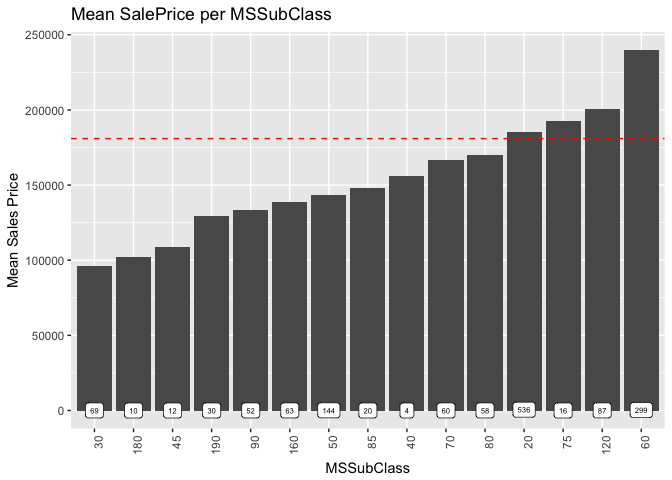 Mean SalePrice per MSSubClass
250000
200000
150000
100000
50000
0
Mean Sales Price
69 10 12 30 52 63 144 20 4 60 58 536 16 87 299
30 180 45 190 90 160 50 85 40 70 80 20 75 120 60
MSSubClass